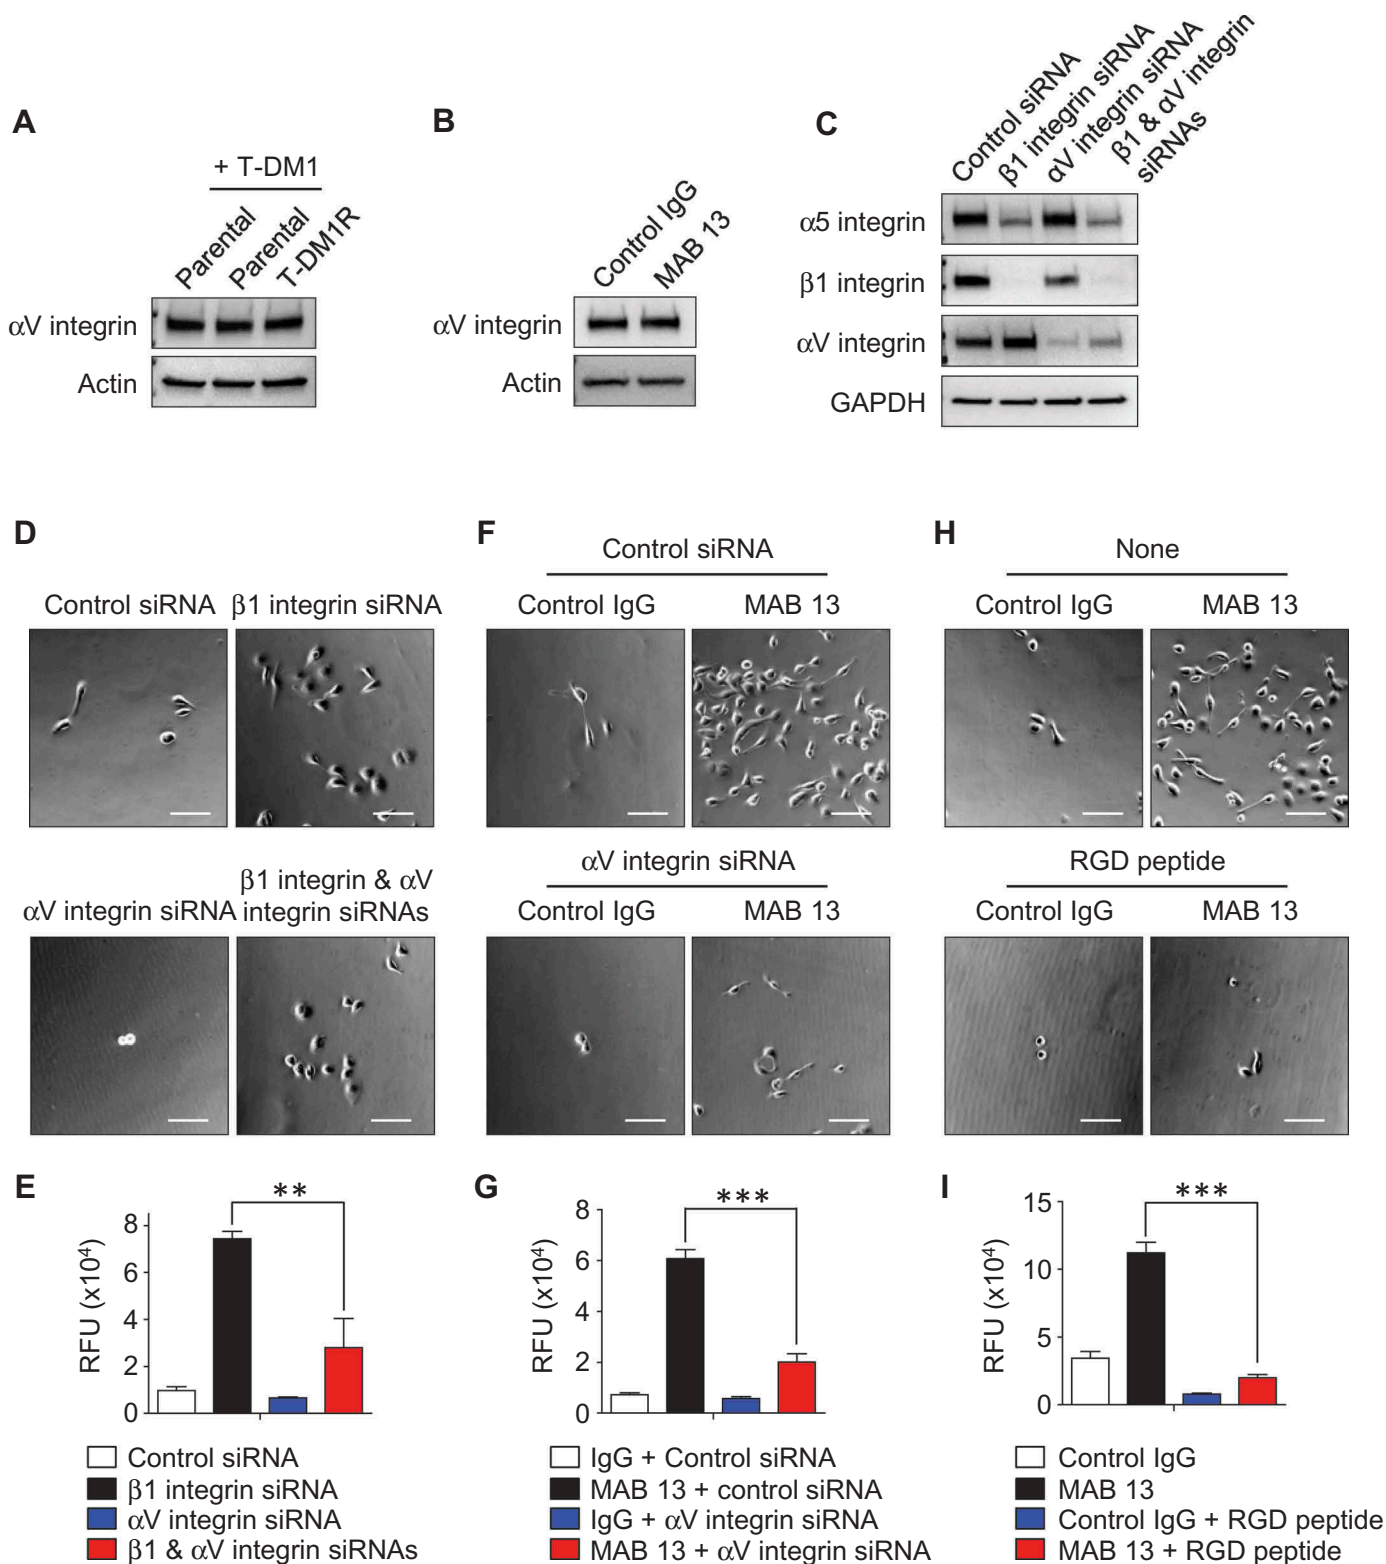 A
+ T-DM1
Parental
Parental
T-DM1R
αV integrin
Actin
B
Control IgG
MAB 13
αV integrin
Actin
C
Control siRNA
β1 integrin siRNA
αV integrin siRNA
β1 & αV integrin
siRNAs
α5 integrin
β1 integrin
αV integrin
GAPDH
D
Control siRNA
β1 integrin siRNA
αV integrin siRNA
β1 integrin & αV
integrin siRNAs
F
Control siRNA
Control IgG
MAB 13
αV integrin siRNA
Control IgG
MAB 13
H
None
Control IgG
MAB 13
RGD peptide
Control IgG
MAB 13
E
**
RFU (x10⁴)
8
6
4
2
0
Control siRNA
β1 integrin siRNA
αV integrin siRNA
β1 & αV integrin siRNAs
G
***
RFU (x10⁴)
8
6
4
2
0
IgG + Control siRNA
MAB 13 + control siRNA
IgG + αV integrin siRNA
MAB 13 + αV integrin siRNA
I
***
RFU (x10⁴)
15
10
5
0
Control IgG
MAB 13
Control IgG + RGD peptide
MAB 13 + RGD peptide